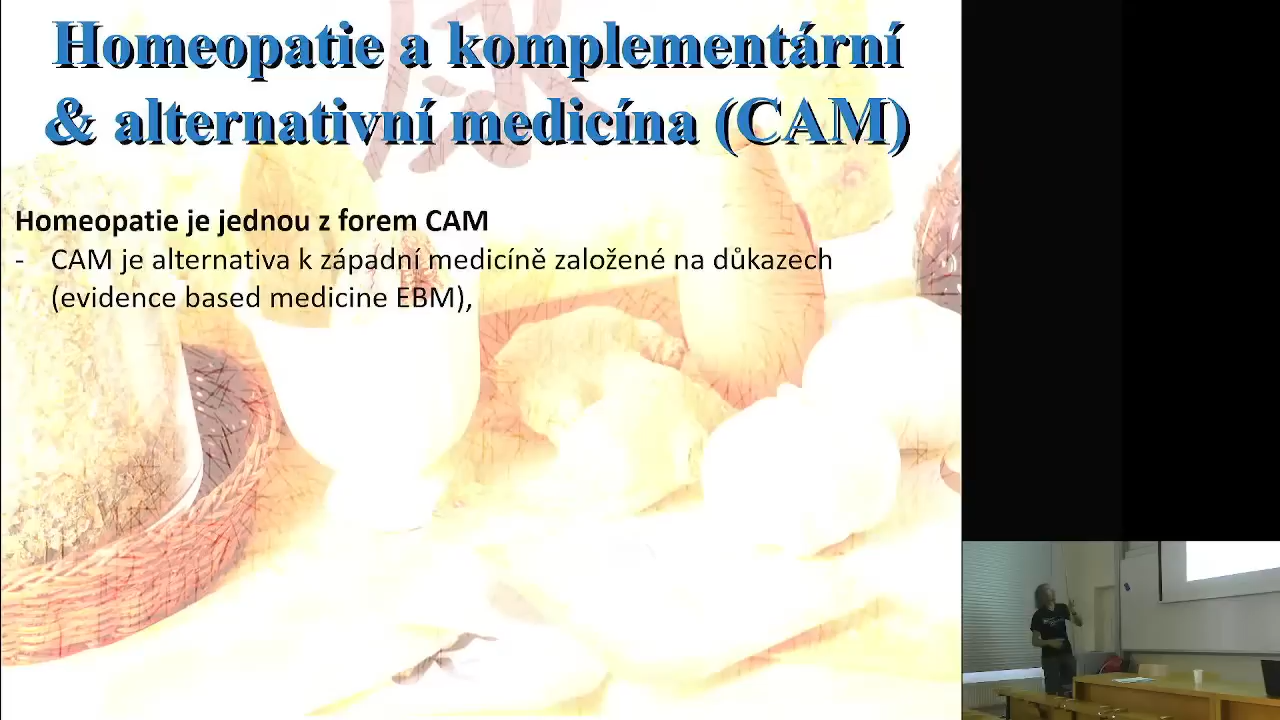 Homeopatie a komplementární
& alternativní medicína (CAM)
Homeopatie je jednou z forem CAM
- CAM je alternativa k západní medicíně založené na důkazech
(evidence based medicine EBM),